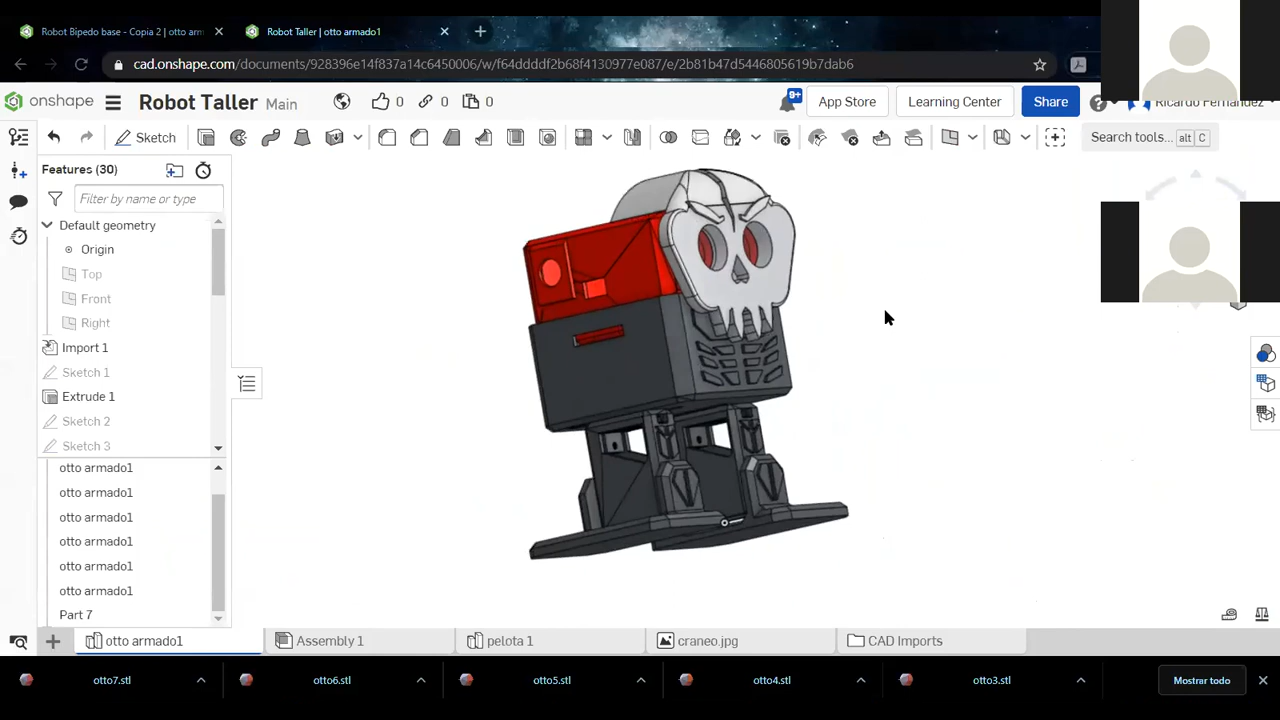 Robot Bipedo base - Copia 2 | otto arm
Robot Taller | otto armado1
cad.onshape.com/documents/928396e14f837a14c6450006/w/f64ddddf2b68f4130977e087/e/2b81b47d5446805619b7dab6
onshape
Robot Taller Main
0
0
0
9+
App Store
Learning Center
Share
Ricardo Fernandez
Sketch
Search tools...
alt C
Features (30)
Filter by name or type
Default geometry
Origin
Top
Front
Right
Import 1
Sketch 1
Extrude 1
Sketch 2
Sketch 3
otto armado1
otto armado1
otto armado1
otto armado1
otto armado1
otto armado1
Part 7
otto armado1
Assembly 1
pelota 1
craneo.jpg
CAD Imports
otto7.stl
otto6.stl
otto5.stl
otto4.stl
otto3.stl
Mostrar todo